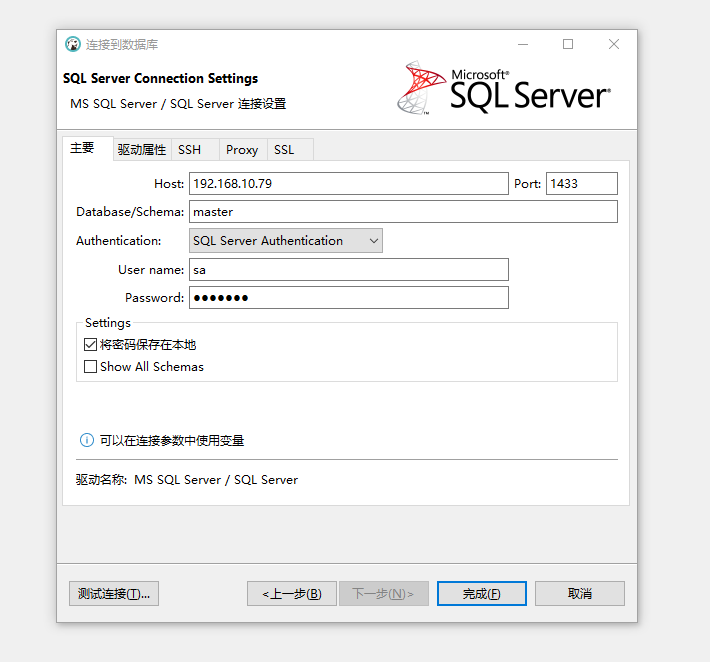 连接到数据库
SQL Server Connection Settings
MS SQL Server / SQL Server 连接设置
Microsoft®
SQL Server®
™
主要 驱动属性 SSH Proxy SSL
Host: 192.168.10.79 Port: 1433
Database/Schema: master
Authentication: SQL Server Authentication
User name: sa
Password: ●●●●●●●
Settings
将密码保存在本地
Show All Schemas
可以在连接参数中使用变量
驱动名称: MS SQL Server / SQL Server
测试连接(T)... <上一步(B) 下一步(N)> 完成(F) 取消